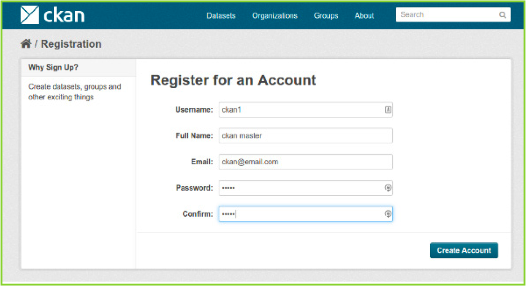 ckan
Datasets Organizations Groups About Search
/ Registration
Why Sign Up?
Create datasets, groups and
other exciting things
Register for an Account
Username: ckan1
Full Name: ckan master
Email: ckan@email.com
Password: •••••
Confirm: •••••
Create Account